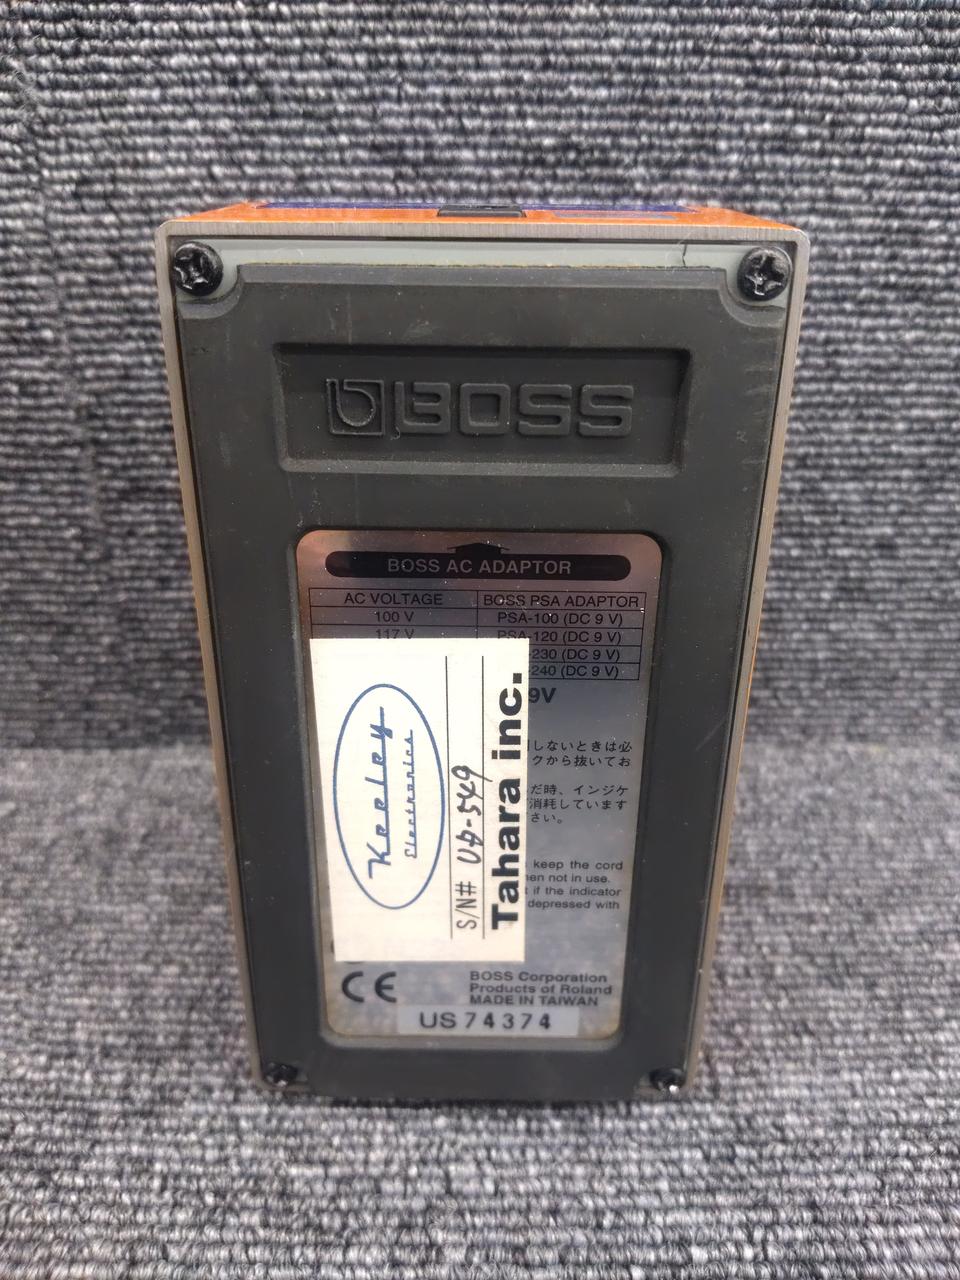 BOSS
BOSS AC ADAPTOR
AC VOLTAGE BOSS PSA ADAPTOR
100 V PSA-100 (DC 9 V)
117 V PSA-120 (DC 9 V)
-230 (DC 9 V)
-240 (DC 9 V)
9V
しないときは必
クから抜いてお
だ時、インジケ
消耗しています
さい。
keep the cord
en not in use.
if the indicator
depressed with
Keeley
Electronics
S/N# 04-549
Tahara inc.
CE
BOSS Corporation
Products of Roland
MADE IN TAIWAN
US74374